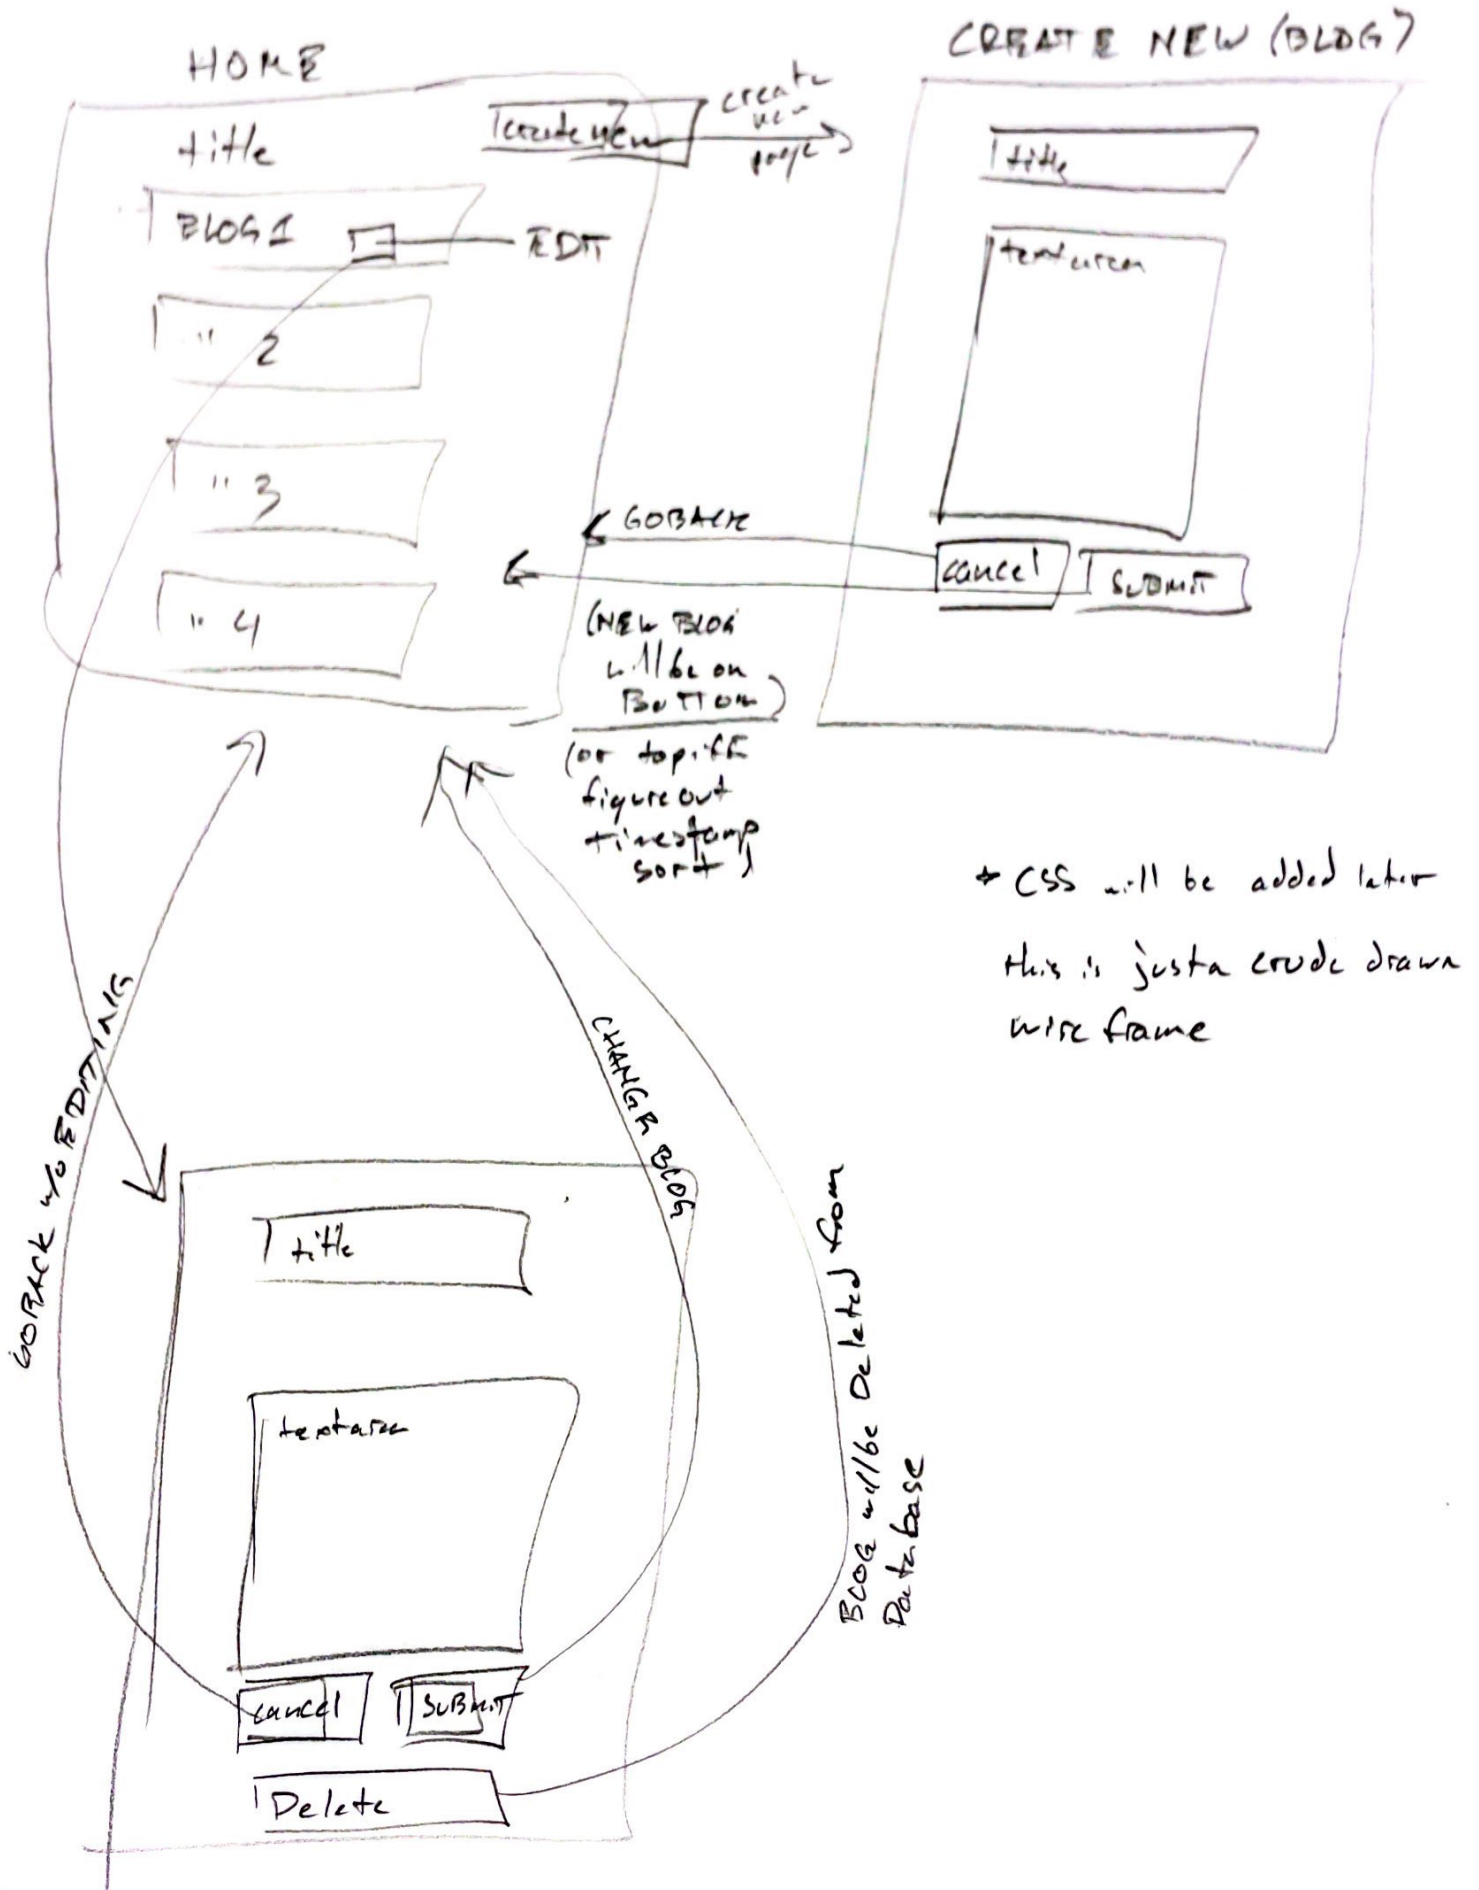 HOME
CREATE NEW (BLOG)
title
create new
create
new
page
BLOG 1
EDIT
" 2
" 3
" 4
title
textarea
GOBACK
cancel
SUBMIT
(NEW BLOG
will be on
BOTTOM)
(or top if I
figure out
timestamp
sort)
* CSS will be added later
this is just a crude drawn
wire frame
GOBACK w/o EDITING
CHANGE BLOG
BLOG will be Deleted from
Database
title
textarea
cancel
SUBMIT
Delete